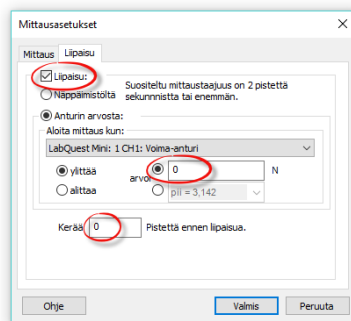 Mittausasetukset
Mittaus Liipaisu
Liipaisu:
Näppäimistöltä
Suositeltu mittaustaajuus on 2 pistettä
sekunnnista tai enemmän.
Anturin arvosta:
Aloita mittaus kun:
LabQuest Mini: 1 CH1: Voima-anturi
ylittää
alittaa
arvon
0 N
pii = 3,142
Kerää 0 Pistettä ennen liipaisua.
Ohje Valmis Peruuta